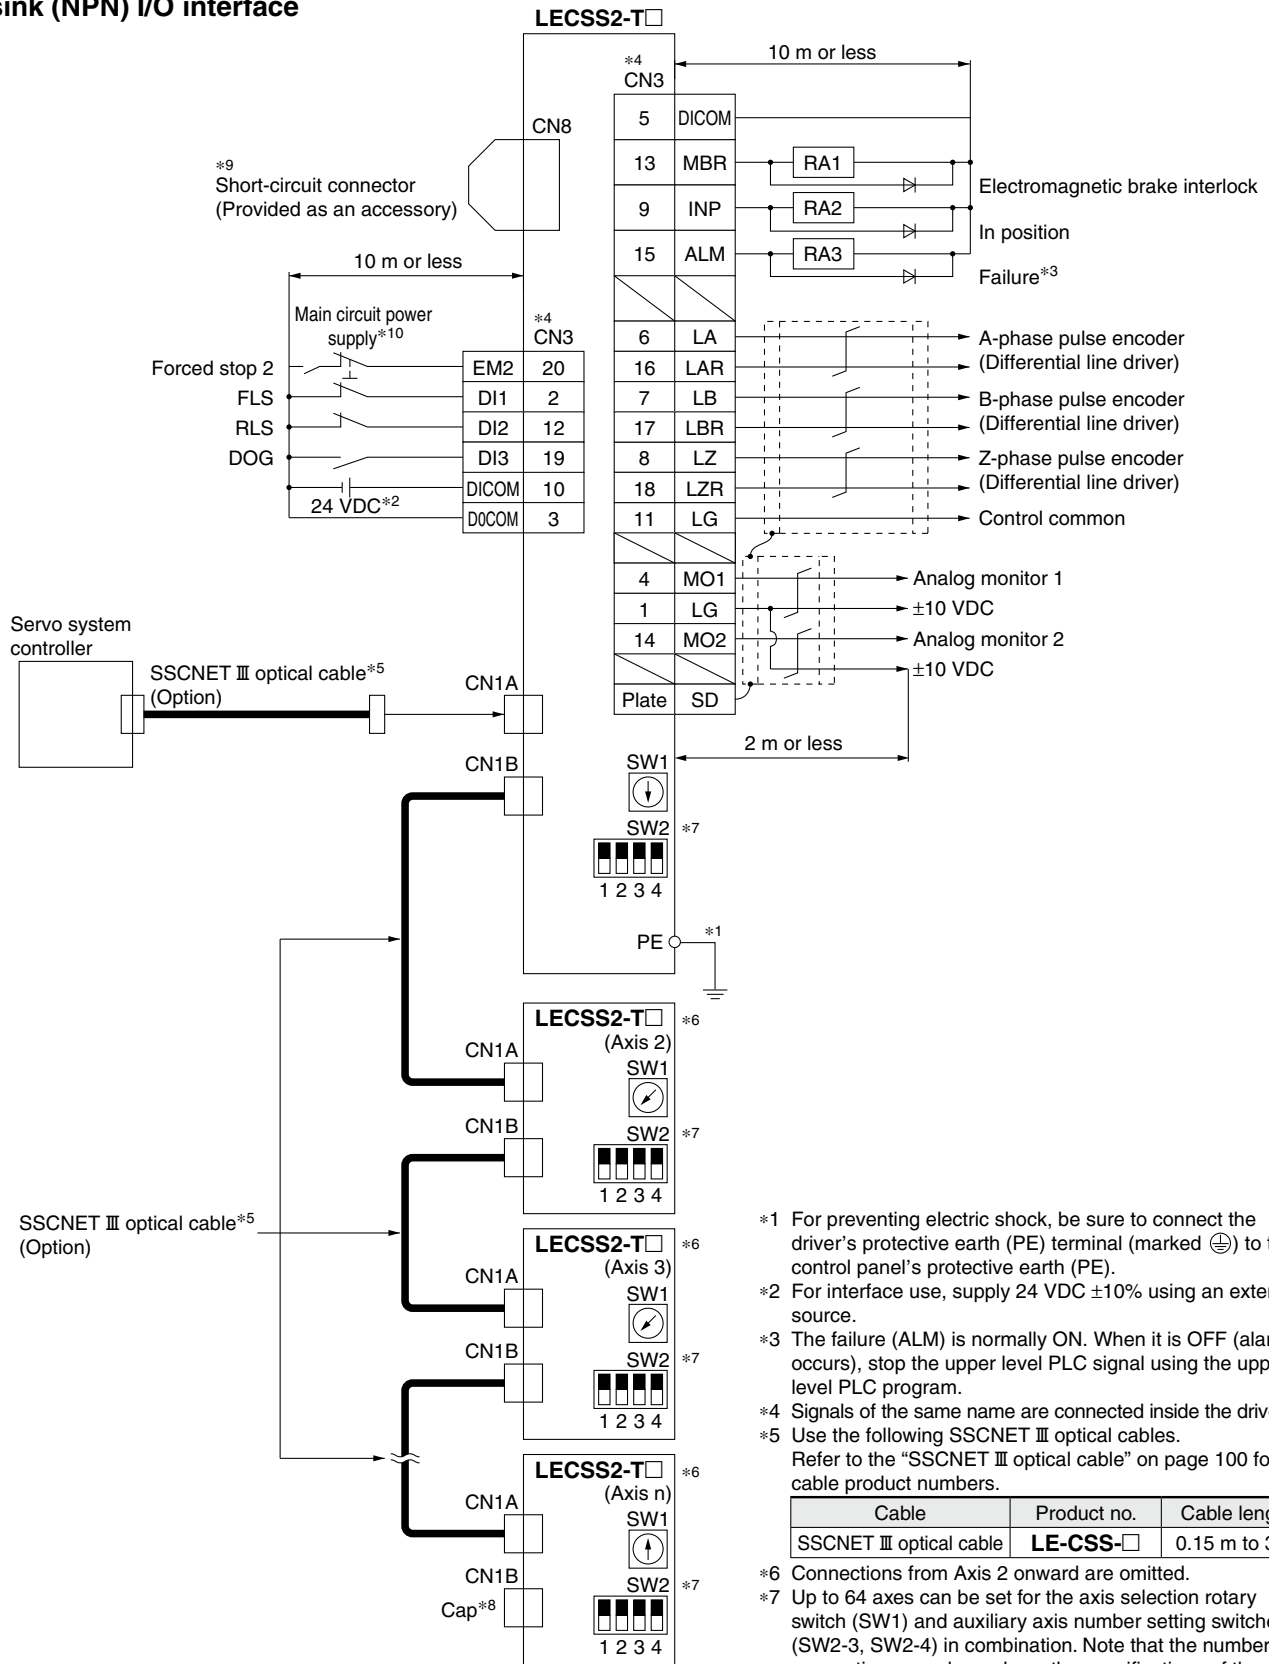 sink (NPN) I/O interface
LECSS2-T□
10 m or less
*4
CN3
5 DICOM
13 MBR RA1
Electromagnetic brake interlock
9 INP RA2
In position
15 ALM RA3
Failure*3
CN8
*9
Short-circuit connector
(Provided as an accessory)
10 m or less
Main circuit power
supply*10
*4
CN3
Forced stop 2 EM2 20
FLS DI1 2
RLS DI2 12
DOG DI3 19
DICOM 10
24 VDC*2
D0COM 3
6 LA A-phase pulse encoder
16 LAR (Differential line driver)
7 LB B-phase pulse encoder
17 LBR (Differential line driver)
8 LZ Z-phase pulse encoder
18 LZR (Differential line driver)
11 LG Control common
4 MO1 Analog monitor 1
1 LG ±10 VDC
14 MO2 Analog monitor 2
±10 VDC
Plate SD
2 m or less
Servo system
controller
SSCNET Ⅲ optical cable*5
(Option)
CN1A
CN1B
SW1
SW2 *7
1 2 3 4
PE *1
LECSS2-T□ *6
(Axis 2)
CN1A
SW1
CN1B
SW2 *7
1 2 3 4
SSCNET Ⅲ optical cable*5
(Option)
LECSS2-T□ *6
(Axis 3)
CN1A
SW1
CN1B
SW2 *7
1 2 3 4
LECSS2-T□ *6
(Axis n)
CN1A
SW1
CN1B
Cap*8
SW2 *7
1 2 3 4
*1 For preventing electric shock, be sure to connect the
driver's protective earth (PE) terminal (marked ⏚) to
control panel's protective earth (PE).
*2 For interface use, supply 24 VDC ±10% using an
source.
*3 The failure (ALM) is normally ON. When it is OFF
occurs), stop the upper level PLC signal using the
level PLC program.
*4 Signals of the same name are connected inside the
*5 Use the following SSCNET Ⅲ optical cables.
Refer to the “SSCNET Ⅲ optical cable” on page 100
cable product numbers.
Cable Product no. Cable
SSCNET Ⅲ optical cable LE-CSS-□ 0.15 m to
*6 Connections from Axis 2 onward are omitted.
*7 Up to 64 axes can be set for the axis selection rotary
switch (SW1) and auxiliary axis number setting
(SW2-3, SW2-4) in combination. Note that the number